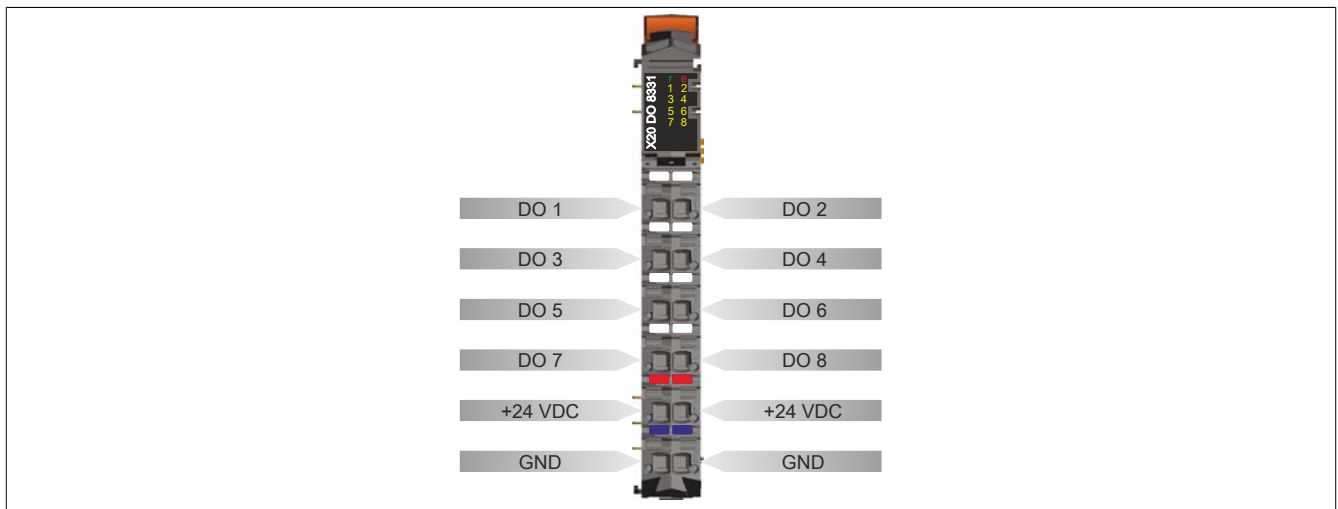 X20 DO 8331
r e
1 2
3 4
5 6
7 8
DO 1 DO 2
DO 3 DO 4
DO 5 DO 6
DO 7 DO 8
+24 VDC +24 VDC
GND GND